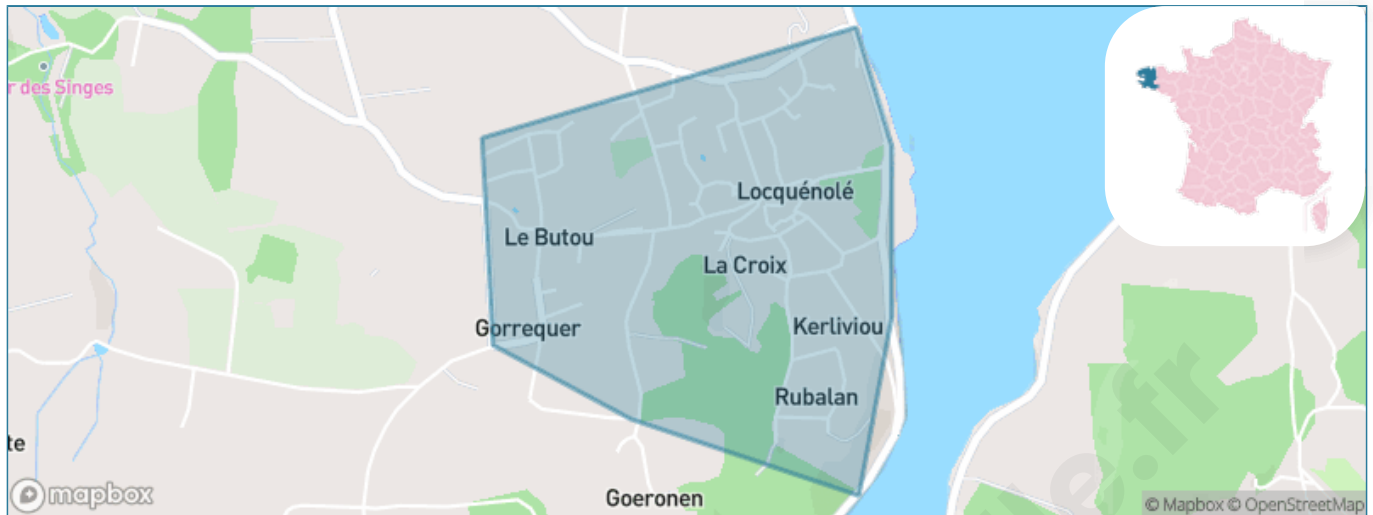 r des Singes
Locquénolé
Le Butou
La Croix
Gorrequer
Kerliviou
Rubalan
te
Goeronen
mapbox
© Mapbox © OpenStreetMap